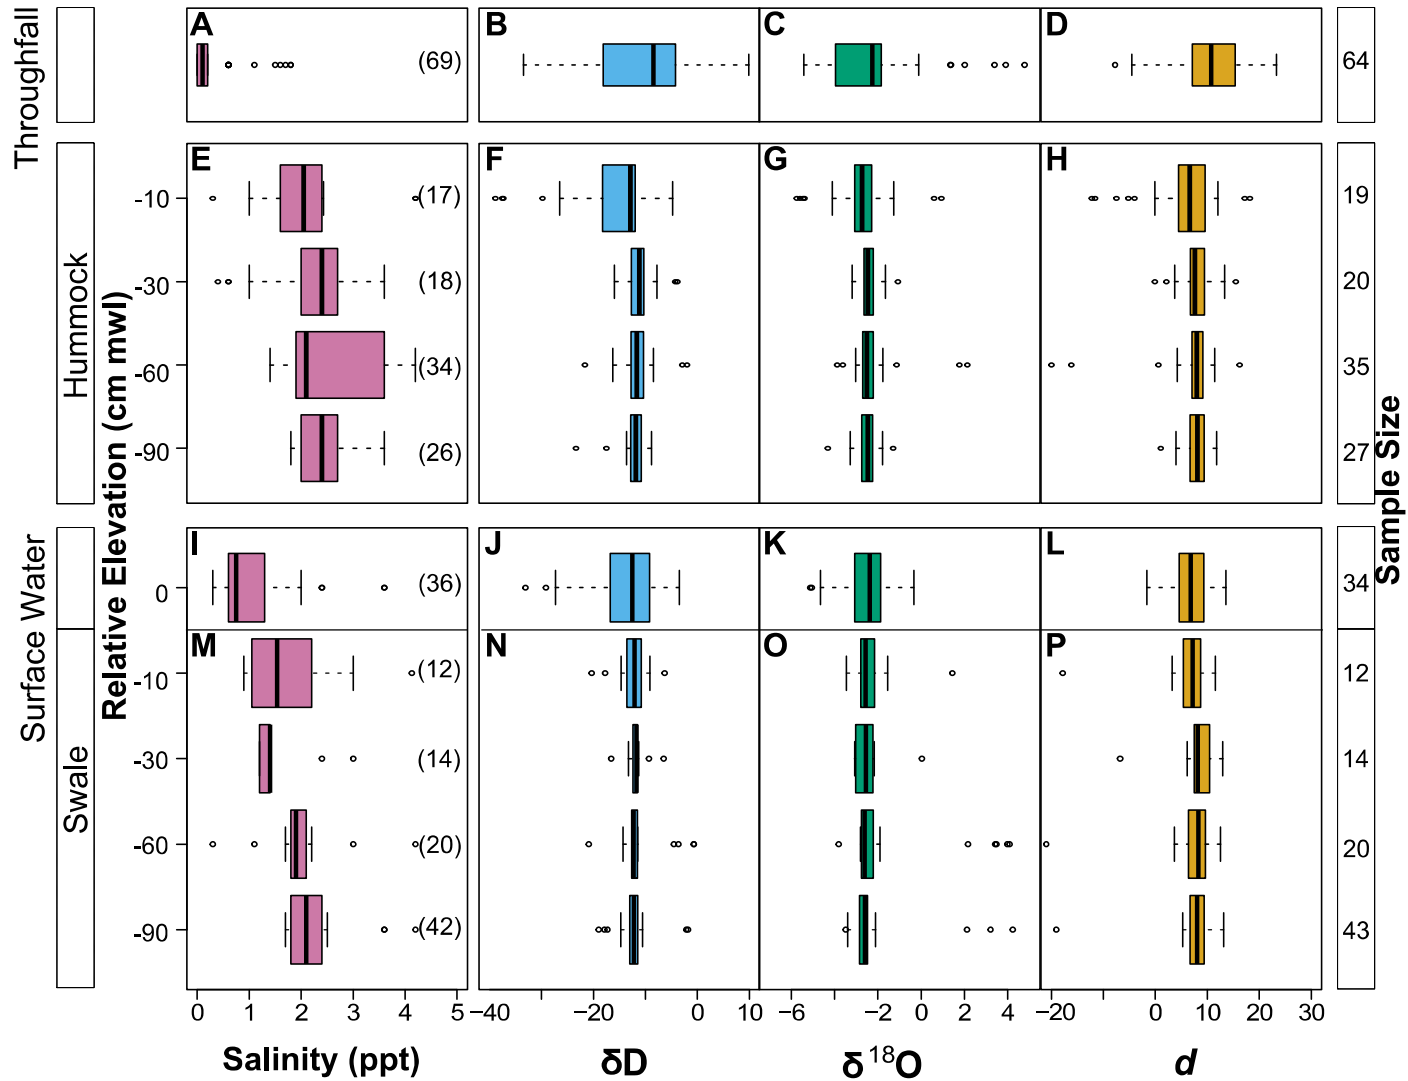 Throughfall
A
(69)
B
C
D
64
Hummock
E
F
G
H
-10
(17)
19
-30
(18)
20
-60
(34)
35
-90
(26)
27
Relative Elevation (cm mwl)
Sample Size
Surface Water
I
J
K
L
0
(36)
34
Swale
M
N
O
P
-10
(12)
12
-30
(14)
14
-60
(20)
20
-90
(42)
43
0 1 2 3 4 5 −40 −20 0 10 −6 −2 0 2 4 −20 0 10 20 30
Salinity (ppt) δD δ ¹⁸O d